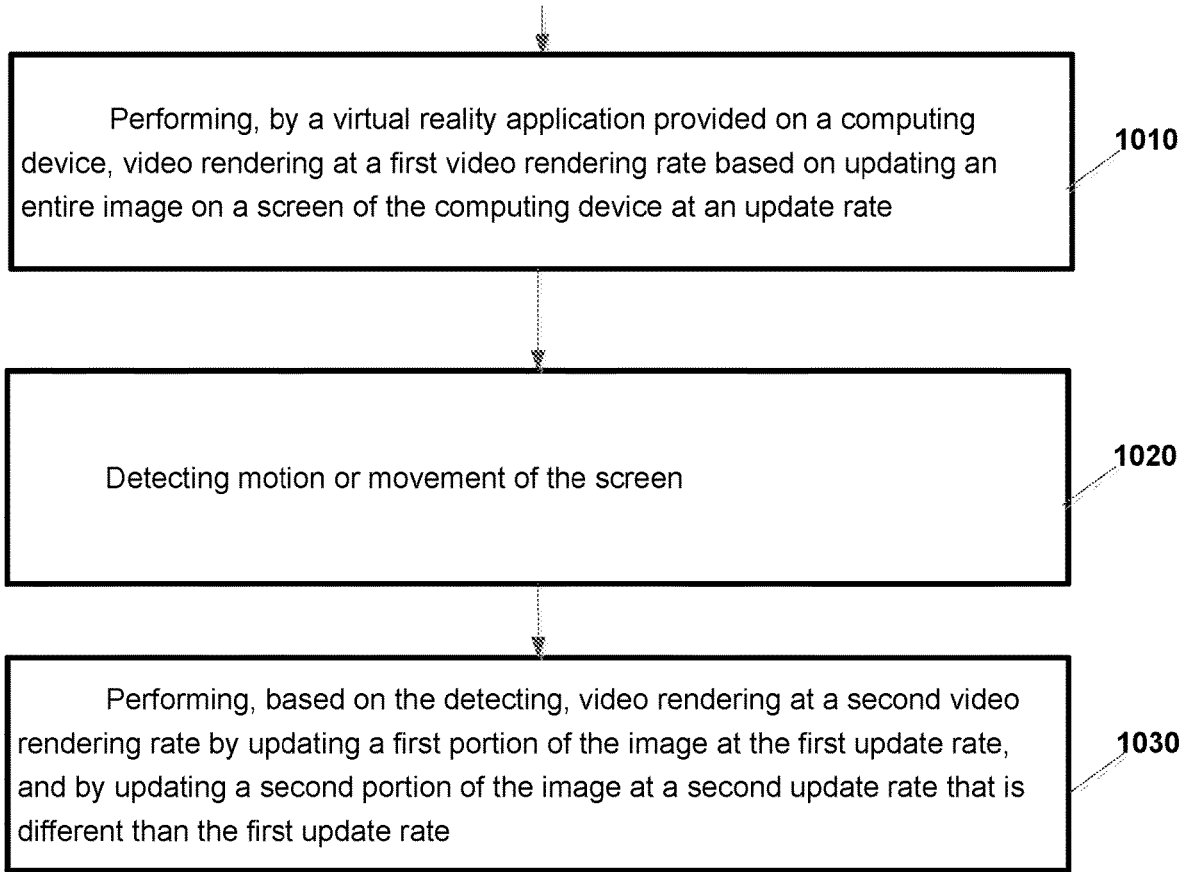 Performing, by a virtual reality application provided on a computing
device, video rendering at a first video rendering rate based on updating an
entire image on a screen of the computing device at an update rate
1010
Detecting motion or movement of the screen
1020
Performing, based on the detecting, video rendering at a second video
rendering rate by updating a first portion of the image at the first update rate,
and by updating a second portion of the image at a second update rate that is
different than the first update rate
1030